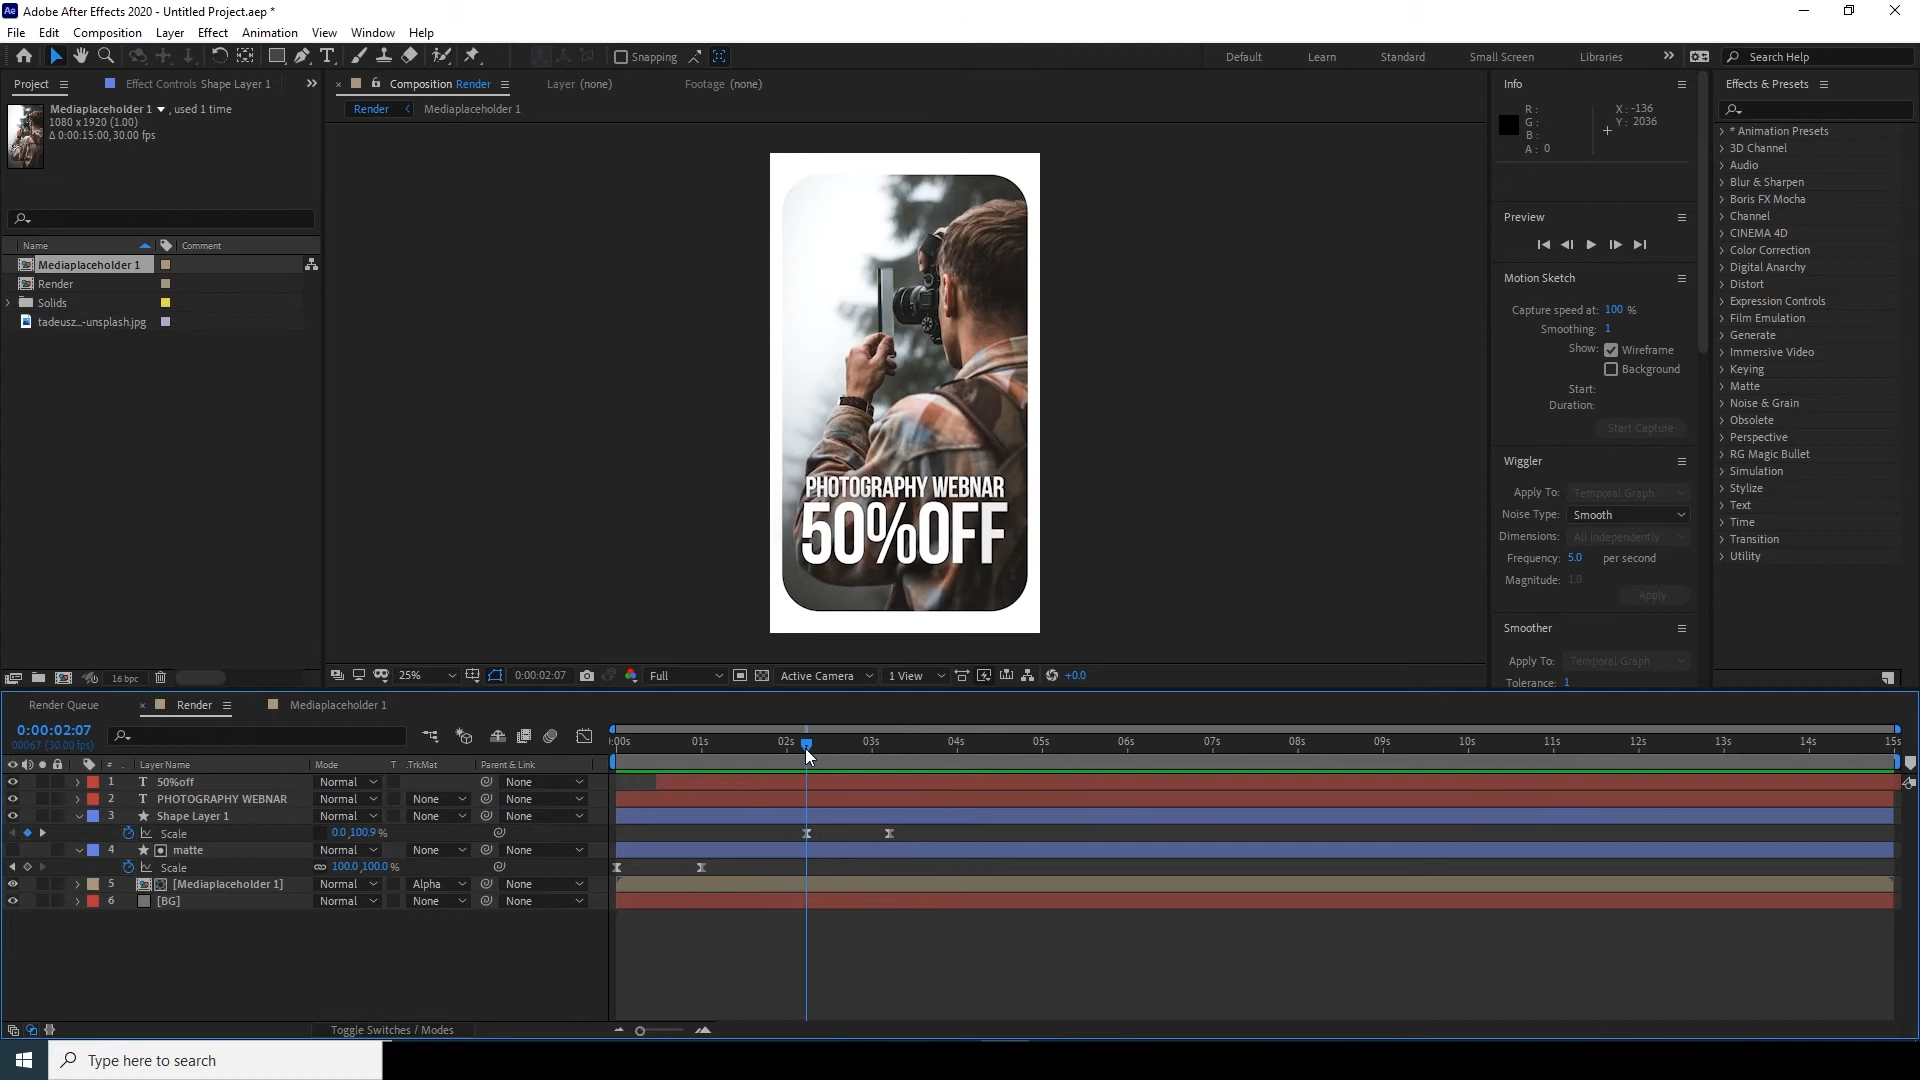 Ae Adobe After Effects 2020 - Untitled Project.aep *
File Edit Composition Layer Effect Animation View Window Help
Snapping Default Learn Standard Small Screen Libraries Search Help
Project Effect Controls Shape Layer 1
Mediaplaceholder 1 , used 1 time
1080 x 1920 (1.00)
Δ 0:00:15:00, 30.00 fps
Name Comment
Mediaplaceholder 1
Render
Solids
tadeusz...-unsplash.jpg
16 bpc
Composition Render Layer (none) Footage (none)
Render Mediaplaceholder 1
PHOTOGRAPHY WEBNAR
50%OFF
25% 0:00:02:07 Full Active Camera 1 View +0.0
Info
R :
G :
B :
A : 0
X : -136
Y : 2036
Preview
Motion Sketch
Capture speed at: 100 %
Smoothing: 1
Show: Wireframe
Background
Start:
Duration:
Start Capture
Wiggler
Apply To: Temporal Graph
Noise Type: Smooth
Dimensions: All Independently
Frequency: 5.0 per second
Magnitude: 1.0
Apply
Smoother
Apply To: Temporal Graph
Tolerance: 1
Effects & Presets
* Animation Presets
3D Channel
Audio
Blur & Sharpen
Boris FX Mocha
Channel
CINEMA 4D
Color Correction
Digital Anarchy
Distort
Expression Controls
Film Emulation
Generate
Immersive Video
Keying
Matte
Noise & Grain
Obsolete
Perspective
RG Magic Bullet
Simulation
Stylize
Text
Time
Transition
Utility
Render Queue Render Mediaplaceholder 1
0:00:02:07
00067 (30.00 fps)
:00s 01s 02s 03s 04s 05s 06s 07s 08s 09s 10s 11s 12s 13s 14s 15s
# Layer Name Mode T .TrkMat Parent & Link
1 T 50%off Normal None
2 T PHOTOGRAPHY WEBNAR Normal None None
3 Shape Layer 1 Normal None None
Scale 0.0,100.9 %
4 matte Normal None None
Scale 100.0,100.0 %
5 [Mediaplaceholder 1] Normal Alpha None
6 [BG] Normal None None
Toggle Switches / Modes
Type here to search